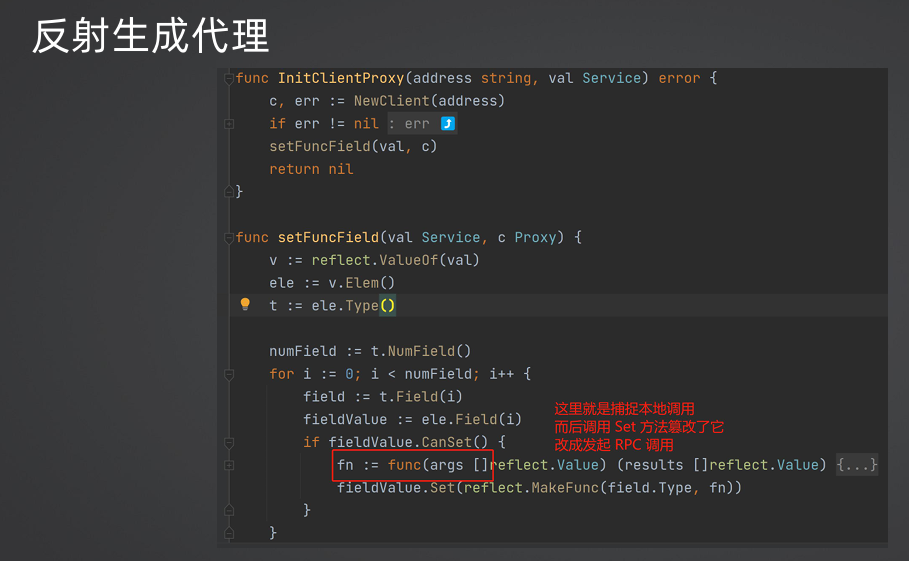 反射生成代理
func InitClientProxy(address string, val Service) error {
c, err := NewClient(address)
if err != nil : err
setFuncField(val, c)
return nil
}
func setFuncField(val Service, c Proxy) {
v := reflect.ValueOf(val)
ele := v.Elem()
t := ele.Type()
numField := t.NumField()
for i := 0; i < numField; i++ {
field := t.Field(i)
fieldValue := ele.Field(i)
这里就是捕捉本地调用
而后调用 Set 方法篡改了它
改成发起 RPC 调用
if fieldValue.CanSet() {
fn := func(args []reflect.Value) (results []reflect.Value) {...}
fieldValue.Set(reflect.MakeFunc(field.Type, fn))
}
}